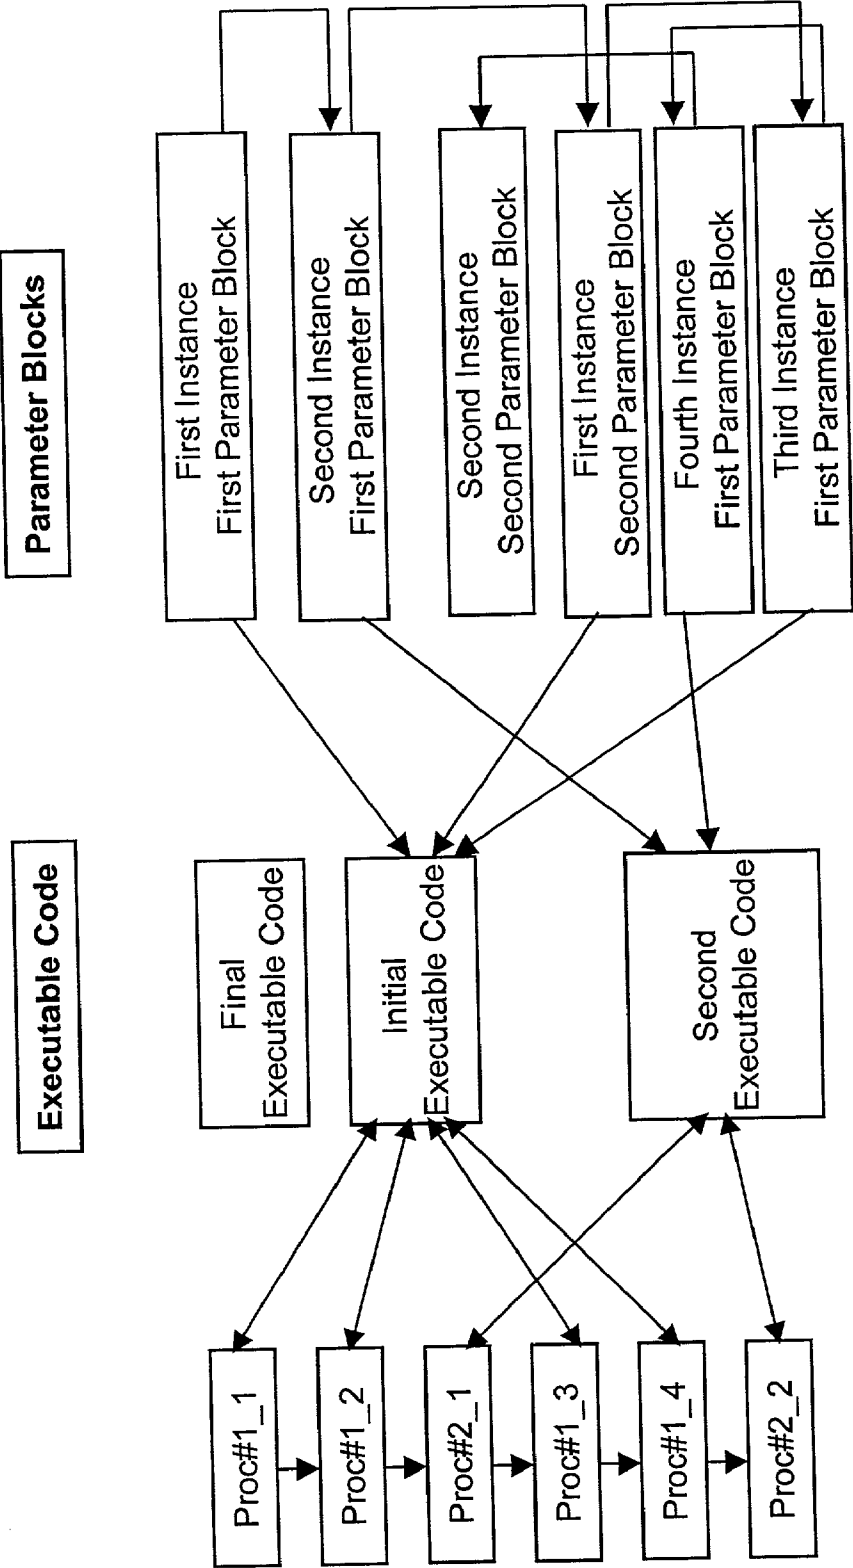 Parameter Blocks
First Instance
First Parameter Block
Second Instance
First Parameter Block
Second Instance
Second Parameter Block
First Instance
Second Parameter Block
Fourth Instance
First Parameter Block
Third Instance
First Parameter Block
Executable Code
Final
Executable Code
Initial
Executable Code
Second
Executable Code
Proc#1_1
Proc#1_2
Proc#2_1
Proc#1_3
Proc#1_4
Proc#2_2